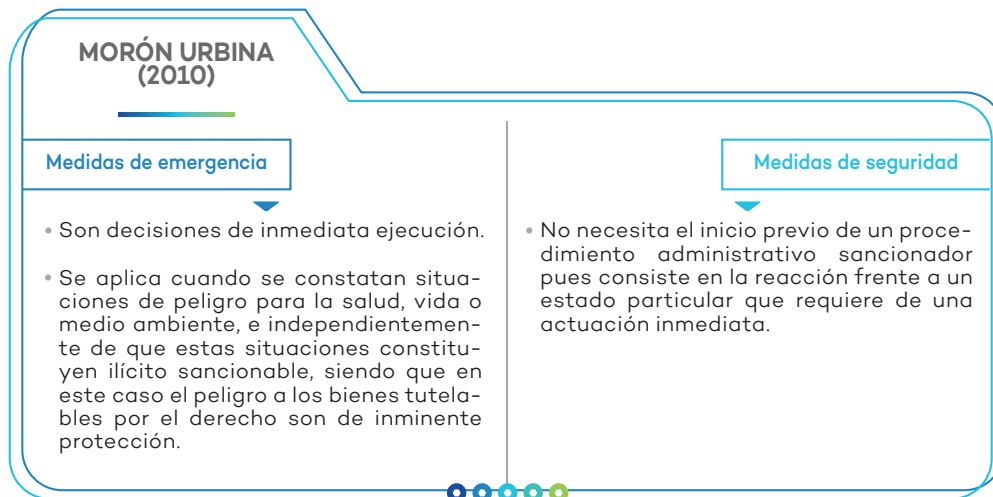 MORÓN URBINA
(2010)
Medidas de emergencia
• Son decisiones de inmediata ejecución.
• Se aplica cuando se constatan situa-
ciones de peligro para la salud, vida o
medio ambiente, e independientemen-
te de que estas situaciones constitu-
yen ilícito sancionable, siendo que en
este caso el peligro a los bienes tutela-
bles por el derecho son de inminente
protección.
Medidas de seguridad
• No necesita el inicio previo de un proce-
dimiento administrativo sancionador
pues consiste en la reacción frente a un
estado particular que requiere de una
actuación inmediata.